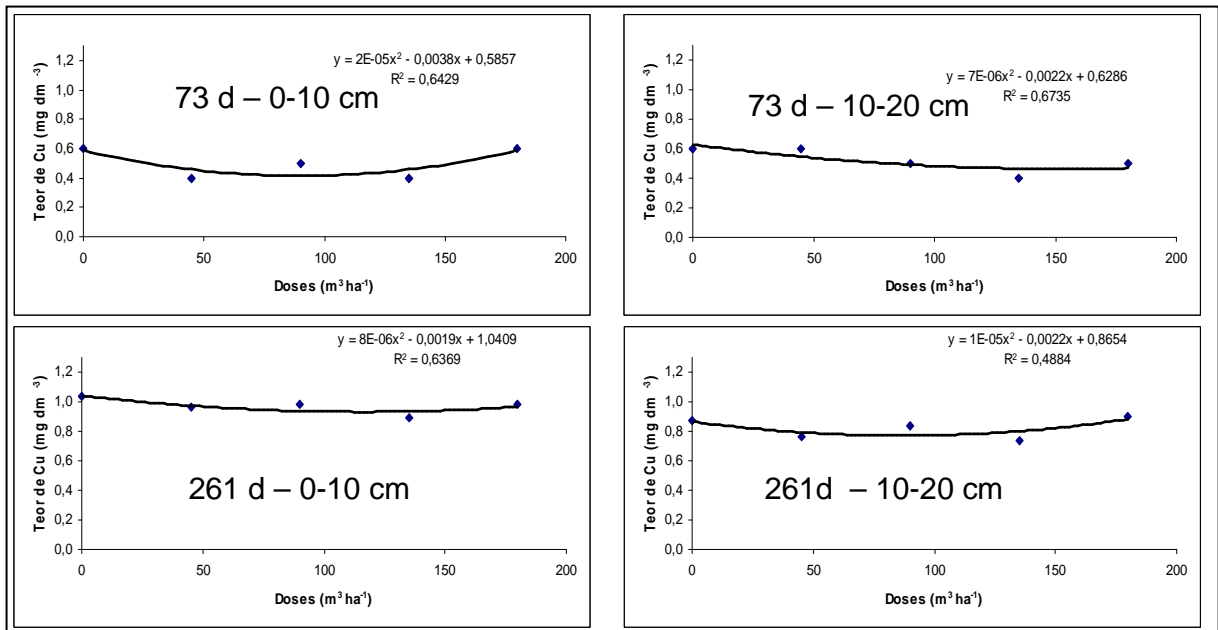 y = 2E-05x² - 0,0038x + 0,5857
R² = 0,6429
73 d – 0-10 cm
Teor de Cu (mg dm ⁻³)
1,2
1,0
0,8
0,6
0,4
0,2
0,0
0 50 100 150 200
Doses (m³ ha⁻¹)
y = 7E-06x² - 0,0022x + 0,6286
R² = 0,6735
73 d – 10-20 cm
Teor de Cu (mg dm ⁻³)
1,2
1,0
0,8
0,6
0,4
0,2
0,0
0 50 100 150 200
Doses (m³ ha⁻¹)
y = 8E-06x² - 0,0019x + 1,0409
R² = 0,6369
261 d – 0-10 cm
Teor de Cu (mg dm ⁻³)
1,2
1,0
0,8
0,6
0,4
0,2
0,0
0 50 100 150 200
Doses (m³ ha⁻¹)
y = 1E-05x² - 0,0022x + 0,8654
R² = 0,4884
261d – 10-20 cm
Teor de Cu (mg dm ⁻³)
1,2
1,0
0,8
0,6
0,4
0,2
0,0
0 50 100 150 200
Doses (m³ ha⁻¹)